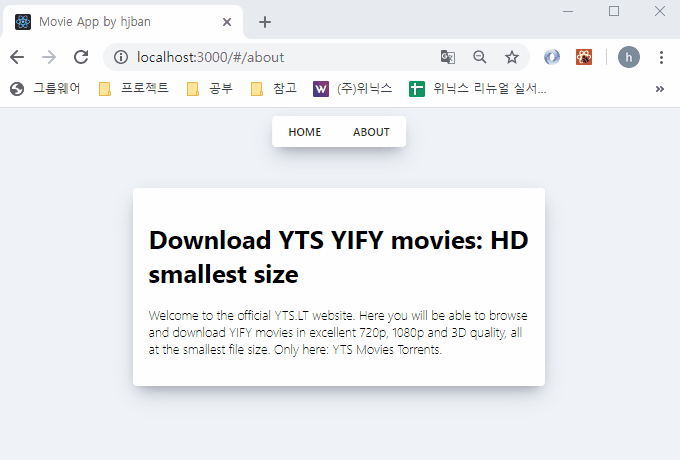 Movie App by hjban
localhost:3000/#/about
h
그룹웨어 프로젝트 공부 참고 (주)위닉스 위닉스 리뉴얼 실서...
HOME ABOUT
Download YTS YIFY movies: HD
smallest size
Welcome to the official YTS.LT website. Here you will be able to browse
and download YIFY movies in excellent 720p, 1080p and 3D quality, all
at the smallest file size. Only here: YTS Movies Torrents.